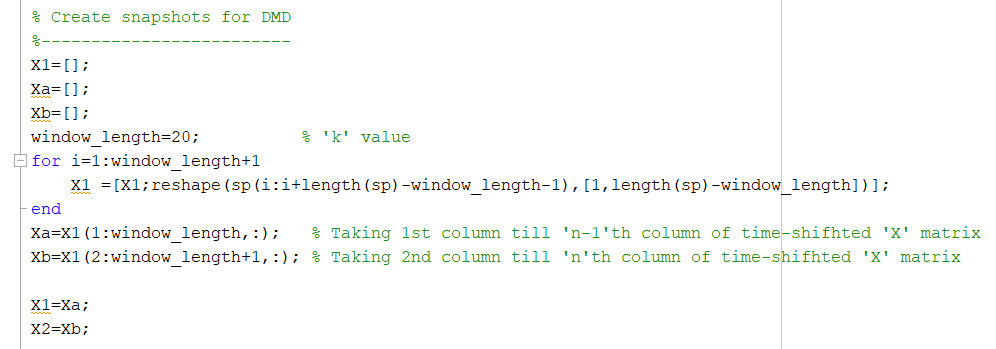 % Create snapshots for DMD
%-------------------------
X1=[];
Xa=[];
Xb=[];
window_length=20;          % 'k' value
for i=1:window_length+1
    X1 =[X1;reshape(sp(i:i+length(sp)-window_length-1),[1,length(sp)-window_length])];
end
Xa=X1(1:window_length,:);   % Taking 1st column till 'n-1'th column of time-shifhted 'X' matrix
Xb=X1(2:window_length+1,:); % Taking 2nd column till 'n'th column of time-shifhted 'X' matrix

X1=Xa;
X2=Xb;